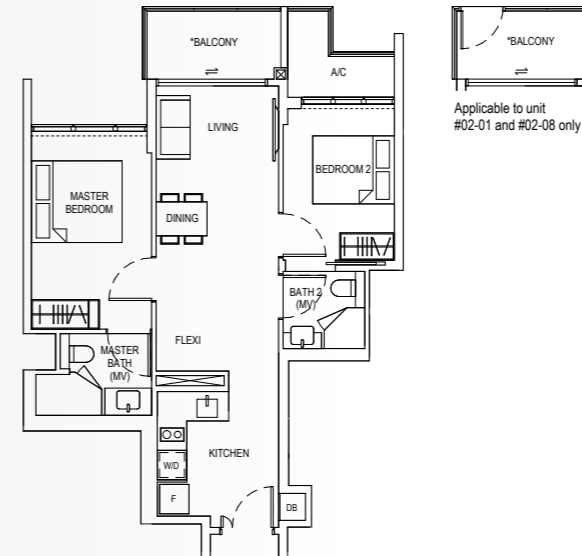 *BALCONY
A/C
*BALCONY
Applicable to unit
#02-01 and #02-08 only
LIVING
BEDROOM 2
MASTER
BEDROOM
DINING
BATH 2
(MV)
FLEXI
MASTER
BATH
(MV)
KITCHEN
W/D
F
DB